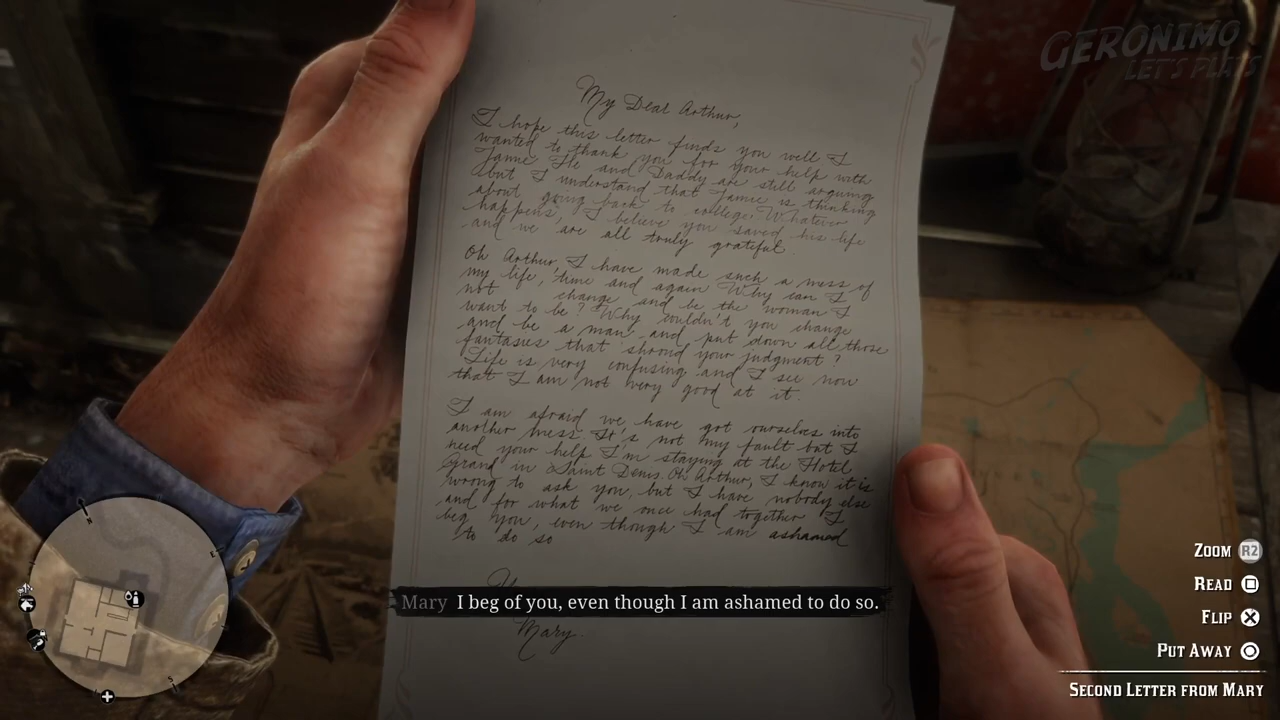 GERONIMO
LET'S PLAYS
My Dear Arthur,
I hope this letter finds you well I
wanted to thank you for your help with
Jamie He and Daddy are still arguing
but I understand that Jamie is thinking
about going back to college. Whatever
happens, I believe you saved his life
and we are all truly grateful
Oh Arthur, I have made such a mess of
my life, time and again Why can I
not change and be the woman I
want to be? Why couldn't you change
and be a man and put down all those
fantasies that shroud your judgment?
Life is very confusing and I see now
that I am not very good at it.
I am afraid we have got ourselves into
another mess. It's not my fault but I
need your help I'm staying at the Hotel
Grand in Saint Denis. Oh Arthur, I know it is
wrong to ask you, but I have nobody else
and for what we once had together I
beg you, even though I am ashamed
to do so
Mary I beg of you, even though I am ashamed to do so.
Mary.
N
E
S
ZOOM R2
READ
FLIP
PUT AWAY
SECOND LETTER FROM MARY